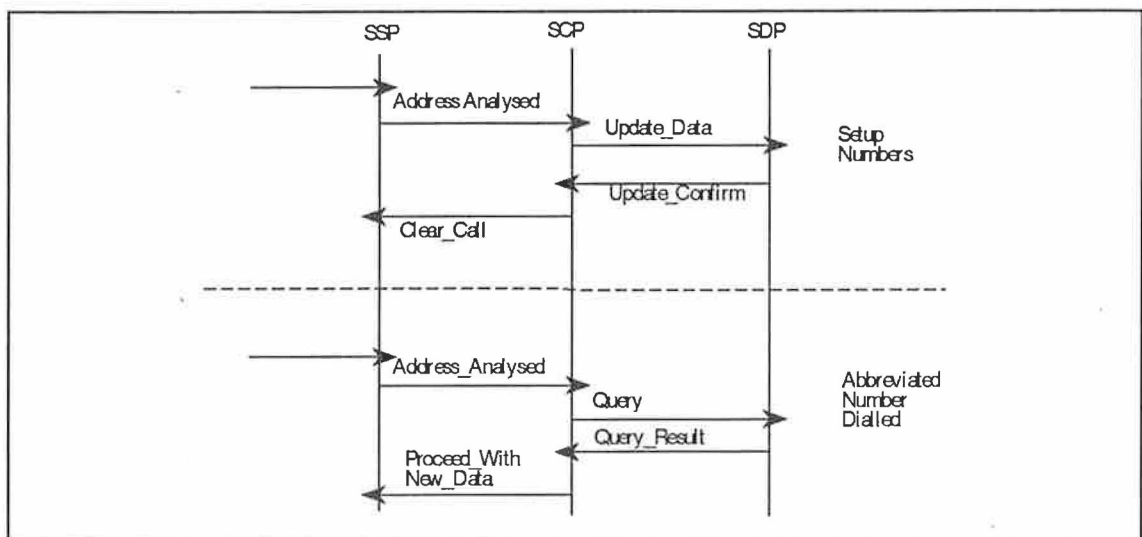 SSP SCP SDP
Address Analysed
Update_Data
Setup
Numbers
Update_Confirm
Clear_Call
Address_Analysed
Abbreviated
Number
Dialled
Query
Query_Result
Proceed_With
New_Data